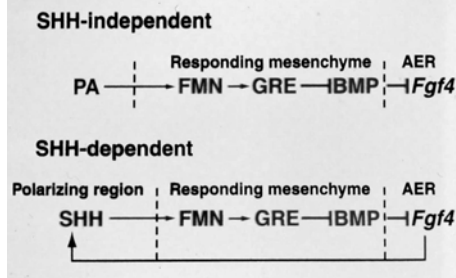 SHH-independent
Responding mesenchyme AER
PA FMN GRE BMP Fgf4
SHH-dependent
Polarizing region Responding mesenchyme AER
SHH FMN GRE BMP Fgf4